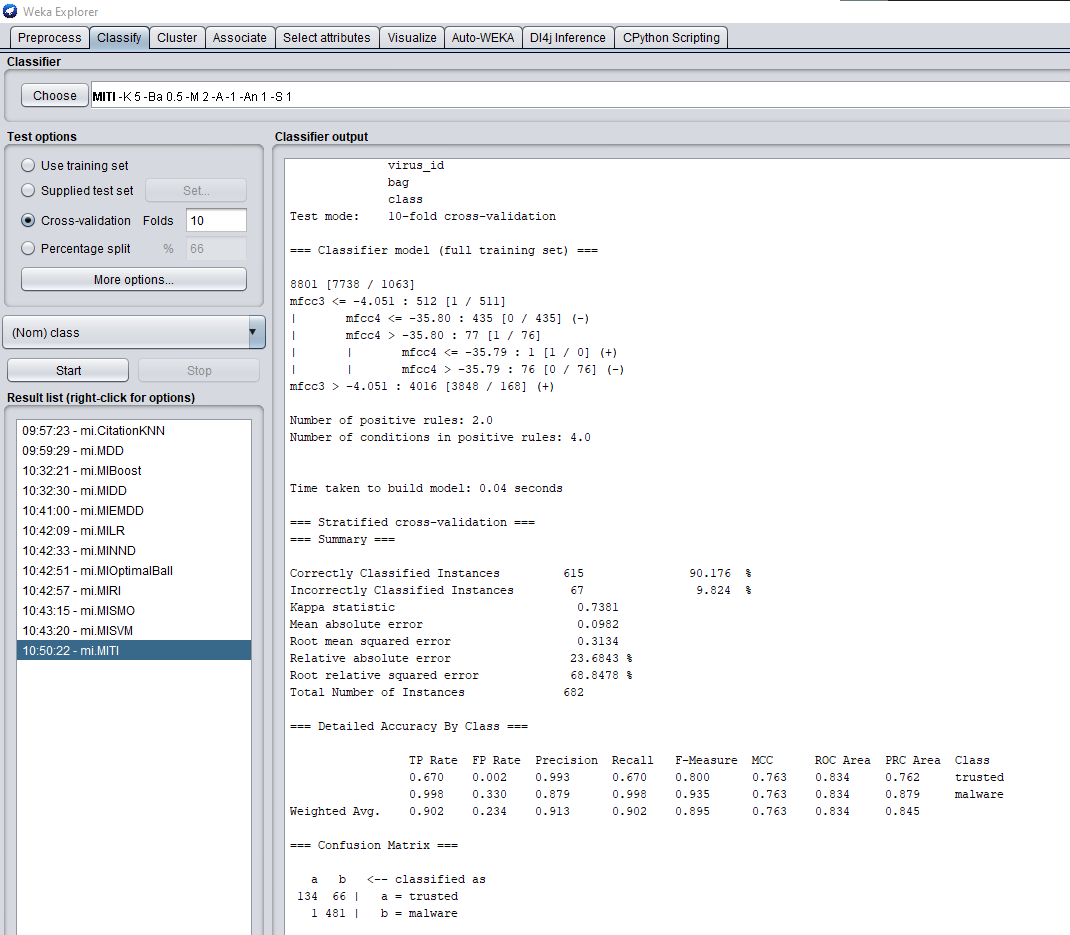 Weka Explorer
Preprocess Classify Cluster Associate Select attributes Visualize Auto-WEKA Dl4j Inference CPython Scripting
Classifier
Choose MITI -K 5 -Ba 0.5 -M 2 -A -1 -An 1 -S 1
Test options
Use training set
Supplied test set Set...
Cross-validation Folds 10
Percentage split % 66
More options...
(Nom) class
Start Stop
Result list (right-click for options)
09:57:23 - mi.CitationKNN
09:59:29 - mi.MDD
10:32:21 - mi.MIBoost
10:32:30 - mi.MIDD
10:41:00 - mi.MIEMDD
10:42:09 - mi.MILR
10:42:33 - mi.MINND
10:42:51 - mi.MIOptimalBall
10:42:57 - mi.MIRI
10:43:15 - mi.MISMO
10:43:20 - mi.MISVM
10:50:22 - mi.MITI
Classifier output
virus_id
bag
class
Test mode: 10-fold cross-validation
=== Classifier model (full training set) ===
8801 [7738 / 1063]
mfcc3 <= -4.051 : 512 [1 / 511]
| mfcc4 <= -35.80 : 435 [0 / 435] (-)
| mfcc4 > -35.80 : 77 [1 / 76]
| | mfcc4 <= -35.79 : 1 [1 / 0] (+)
| | mfcc4 > -35.79 : 76 [0 / 76] (-)
mfcc3 > -4.051 : 4016 [3848 / 168] (+)
Number of positive rules: 2.0
Number of conditions in positive rules: 4.0
Time taken to build model: 0.04 seconds
=== Stratified cross-validation ===
=== Summary ===
Correctly Classified Instances 615 90.176 %
Incorrectly Classified Instances 67 9.824 %
Kappa statistic 0.7381
Mean absolute error 0.0982
Root mean squared error 0.3134
Relative absolute error 23.6843 %
Root relative squared error 68.8478 %
Total Number of Instances 682
=== Detailed Accuracy By Class ===
TP Rate FP Rate Precision Recall F-Measure MCC ROC Area PRC Area Class
0.670 0.002 0.993 0.670 0.800 0.763 0.834 0.762 trusted
0.998 0.330 0.879 0.998 0.935 0.763 0.834 0.879 malware
Weighted Avg. 0.902 0.234 0.913 0.902 0.895 0.763 0.834 0.845
=== Confusion Matrix ===
a b <-- classified as
134 66 | a = trusted
1 481 | b = malware